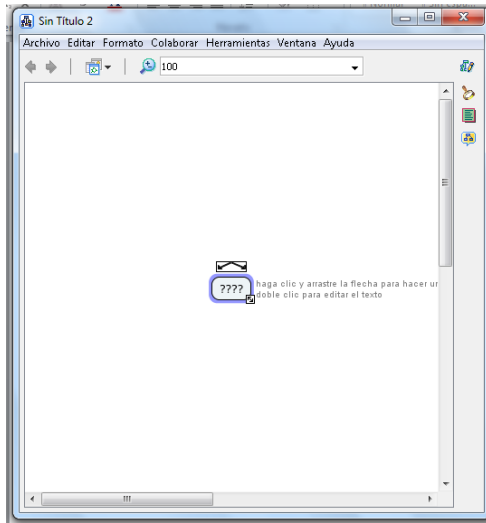 Sin Título 2
Archivo Editar Formato Colaborar Herramientas Ventana Ayuda
100
????
haga clic y arrastre la flecha para hacer un
doble clic para editar el texto